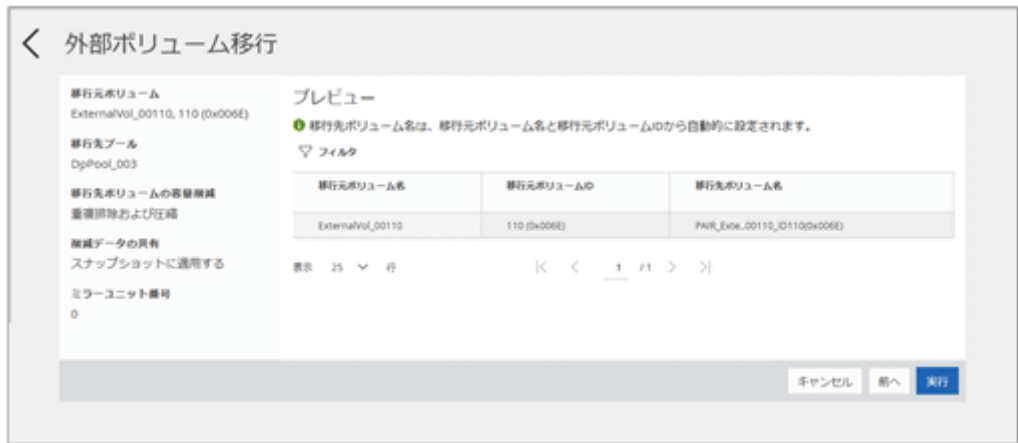 外部ボリューム移行
移行元ボリューム
ExternalVol_00110, 110 (0x006E)
移行先プール
DpPool_003
移行先ボリュームの容量削減
重複排除および圧縮
削減データの共有
スナップショットに適用する
ミラーユニット番号
0
プレビュー
移行先ボリューム名は、移行元ボリューム名と移行元ボリュームIDから自動的に設定されます。
フィルタ
移行元ボリューム名 移行元ボリュームID 移行先ボリューム名
ExternalVol_00110 110 (0x006E) PAIR_Exte..00110_ID110(0x006E)
表示 25 行 1 /1
キャンセル 前へ 実行